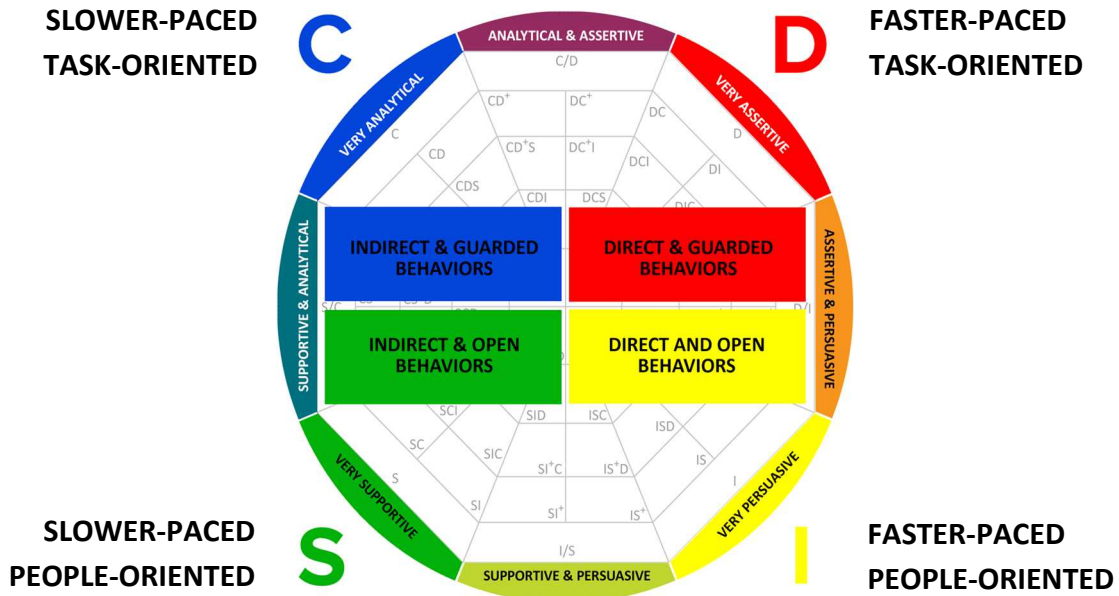 SLOWER-PACED
TASK-ORIENTED
C
D
FASTER-PACED
TASK-ORIENTED
ANALYTICAL & ASSERTIVE
VERY ANALYTICAL
VERY ASSERTIVE
C/D
CD⁺
DC⁺
C
DC
D
CD
CD⁺S
DC⁺I
DCI
DI
CDS
CDI
DCS
DIC
INDIRECT & GUARDED
BEHAVIORS
DIRECT & GUARDED
BEHAVIORS
SUPPORTIVE & ANALYTICAL
ASSERTIVE & PERSUASIVE
S/C
D/I
INDIRECT & OPEN
BEHAVIORS
DIRECT AND OPEN
BEHAVIORS
SCI
SID
ISC
ISD
SC
SIC
IS
S
SI⁺C
IS⁺D
I
SI
SI⁺
IS⁺
VERY SUPPORTIVE
VERY PERSUASIVE
I/S
SUPPORTIVE & PERSUASIVE
SLOWER-PACED
PEOPLE-ORIENTED
S
I
FASTER-PACED
PEOPLE-ORIENTED